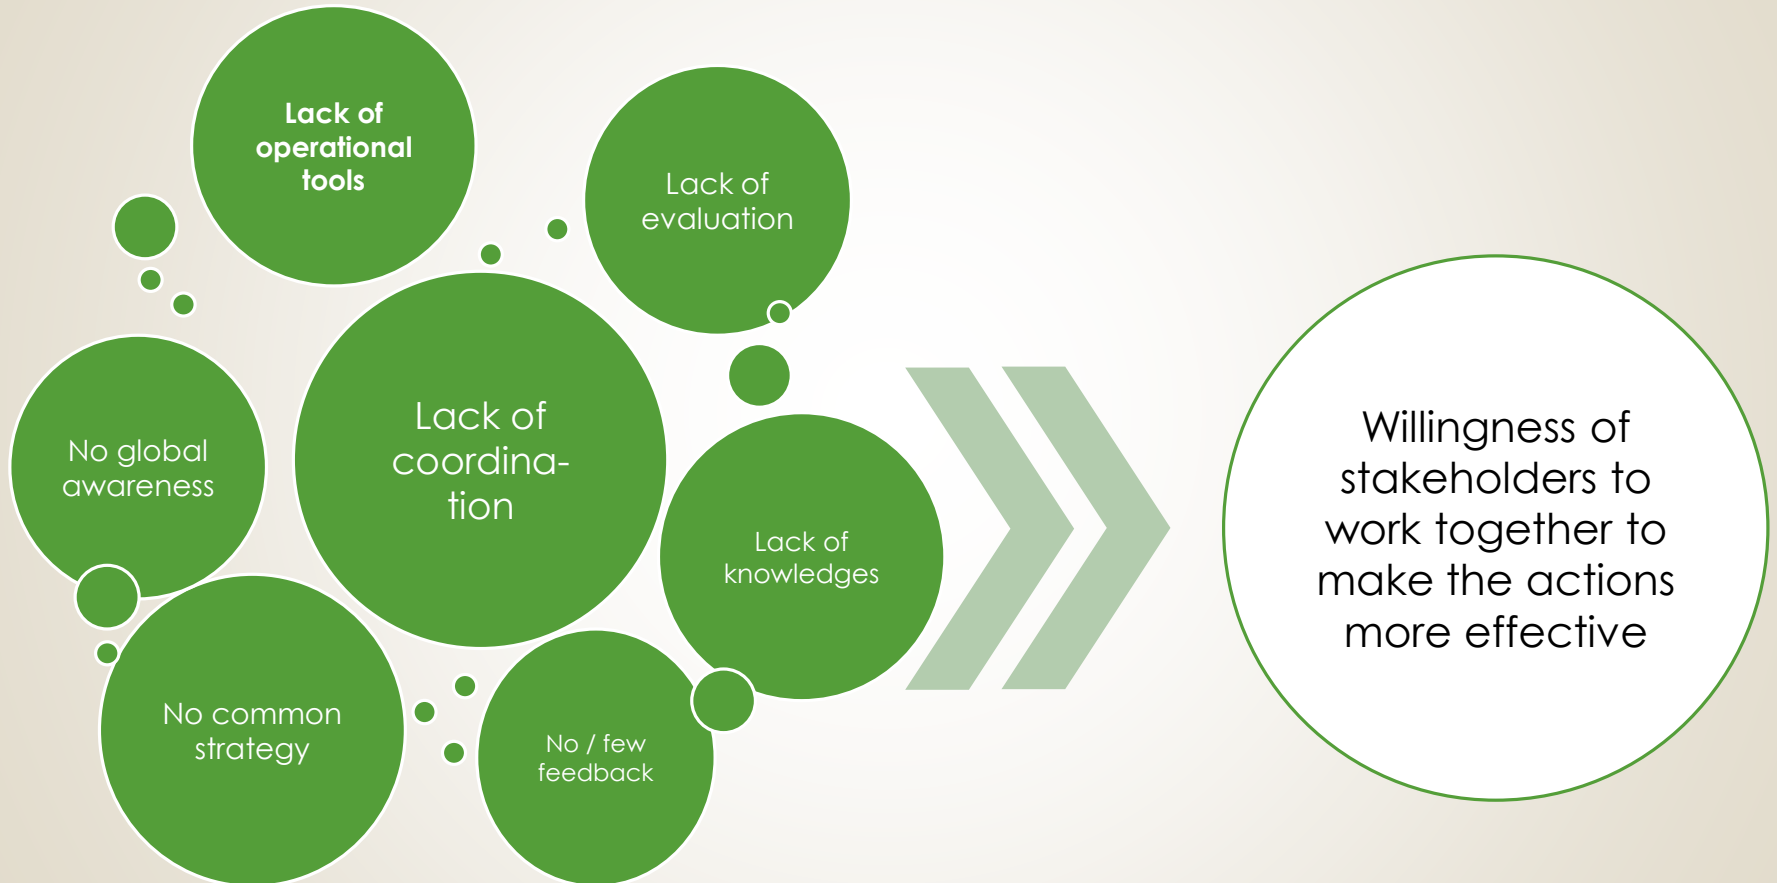 Lack of
operational
tools
Lack of
evaluation
Lack of
coordina-
tion
No global
awareness
Lack of
knowledges
No common
strategy
No / few
feedback
Willingness of
stakeholders to
work together to
make the actions
more effective